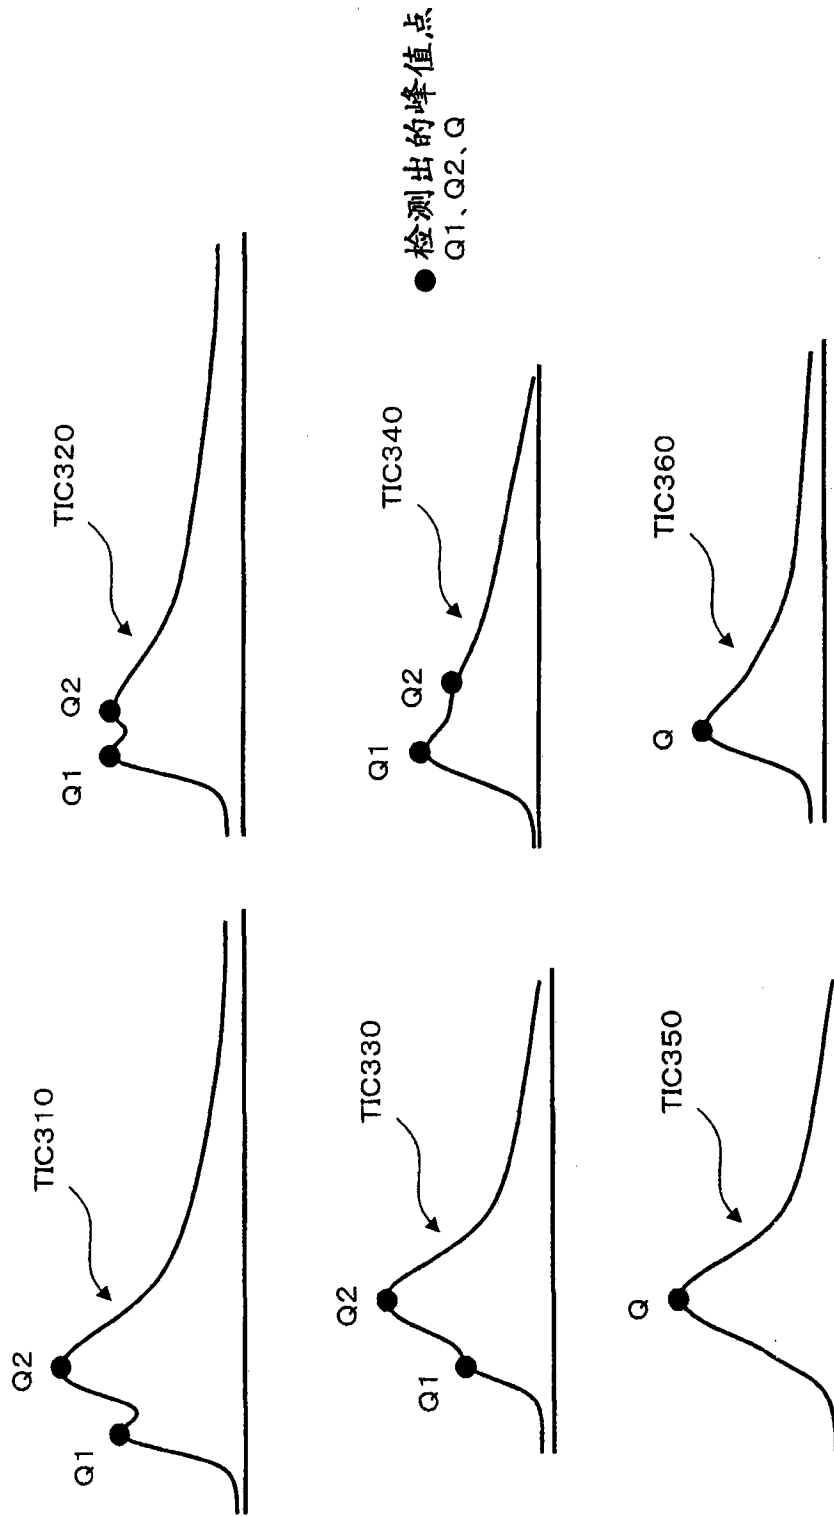 Q1
Q2
TIC310
Q1
Q2
TIC320
Q1
Q2
TIC330
Q1
Q2
TIC340
Q
TIC350
Q
TIC360
● 检测出的峰值点
Q1、Q2、Q